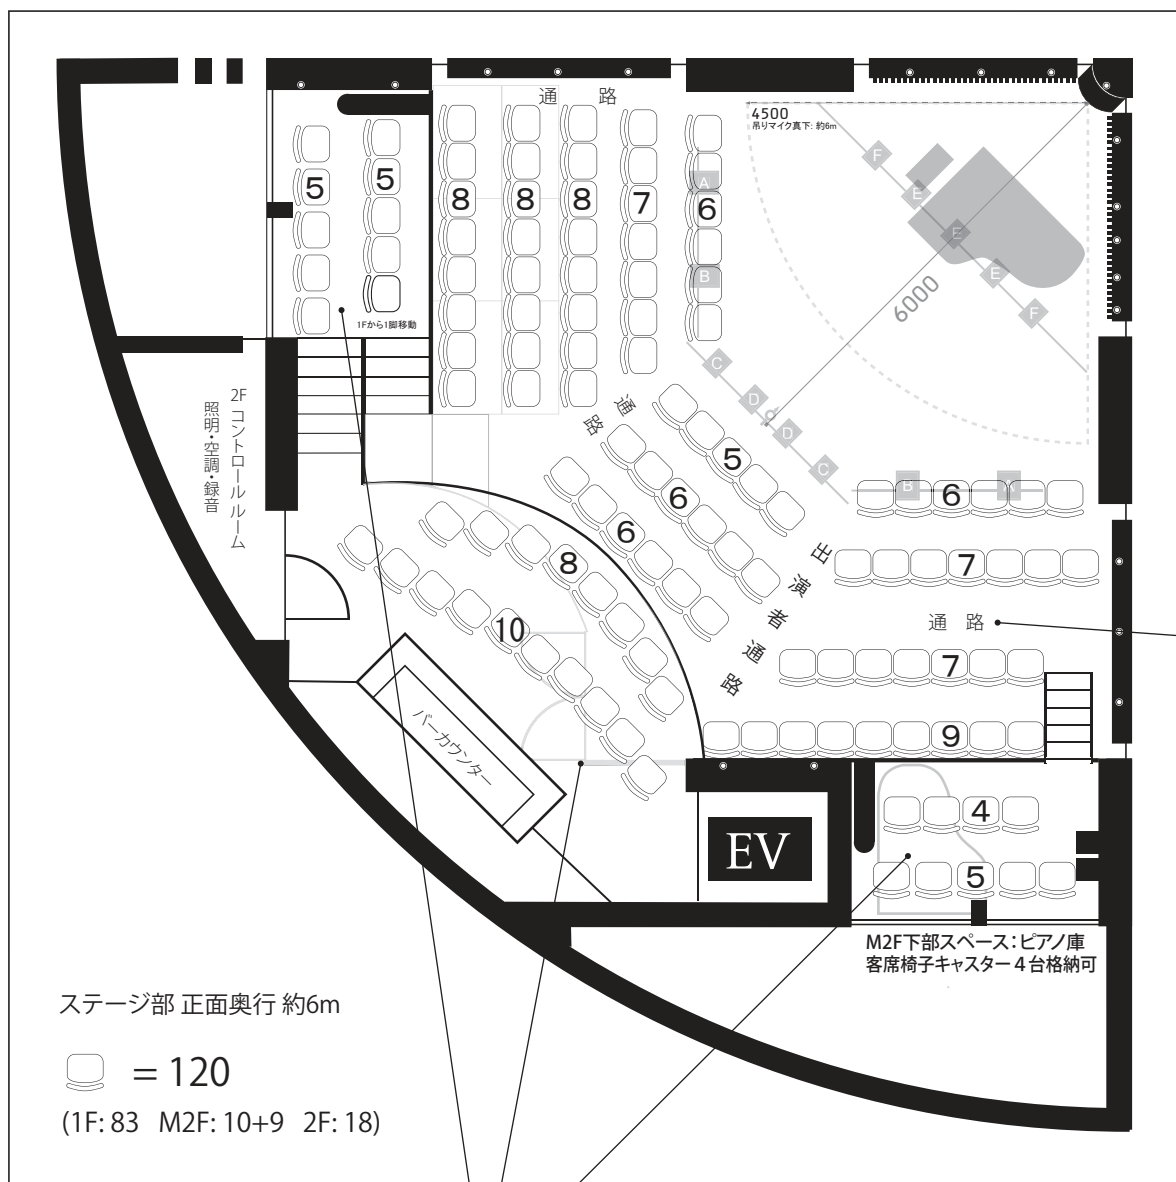 通 路
4500
吊りマイク真下: 約6m
F
E
E
E
F
6000
5
5
8
8
8
7
6
A
B
1Fから1脚移動
C
D
D
C
通 路
2F コントロールルーム
照明・空調・録音
5
6
6
8
10
B
6
7
出演者通路
通 路
7
9
バーカウンター
EV
4
5
M2F下部スペース：ピアノ庫
客席椅子キャスター４台格納可
ステージ部 正面奥行 約6m
= 120
(1F: 83 M2F: 10+9 2F: 18)